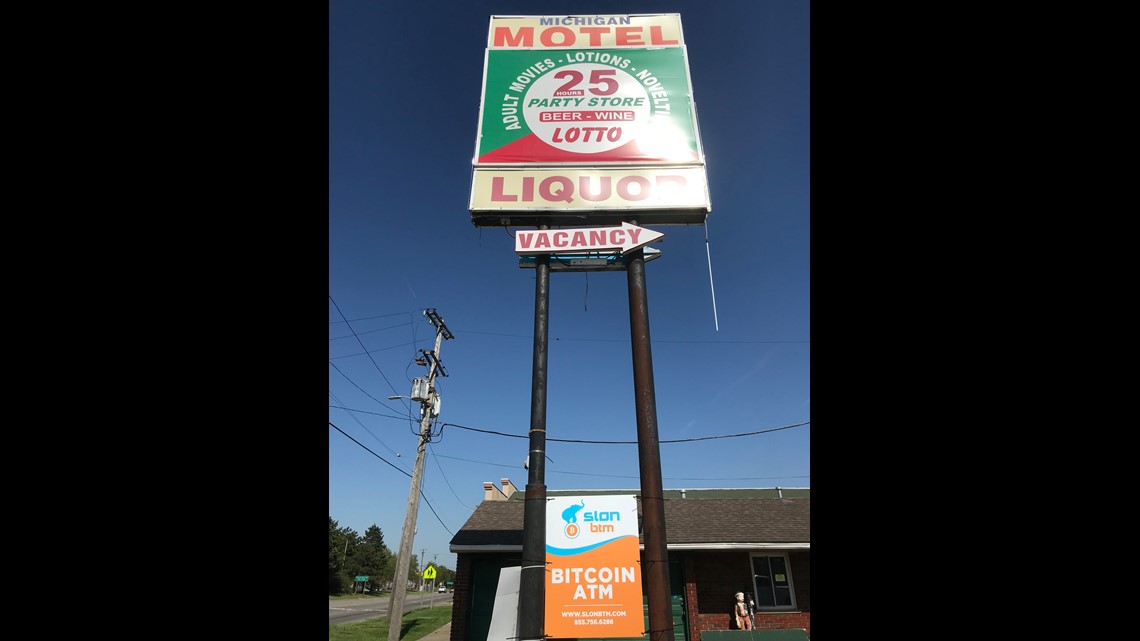 MICHIGAN
MOTEL
ADULT MOVIES - LOTIONS - NOVELTI
25
HOURS
PARTY STORE
BEER - WINE
LOTTO
LIQUOR
VACANCY
slon
btm
BITCOIN
ATM
WWW.SLONBTM.COM
855.756.6286